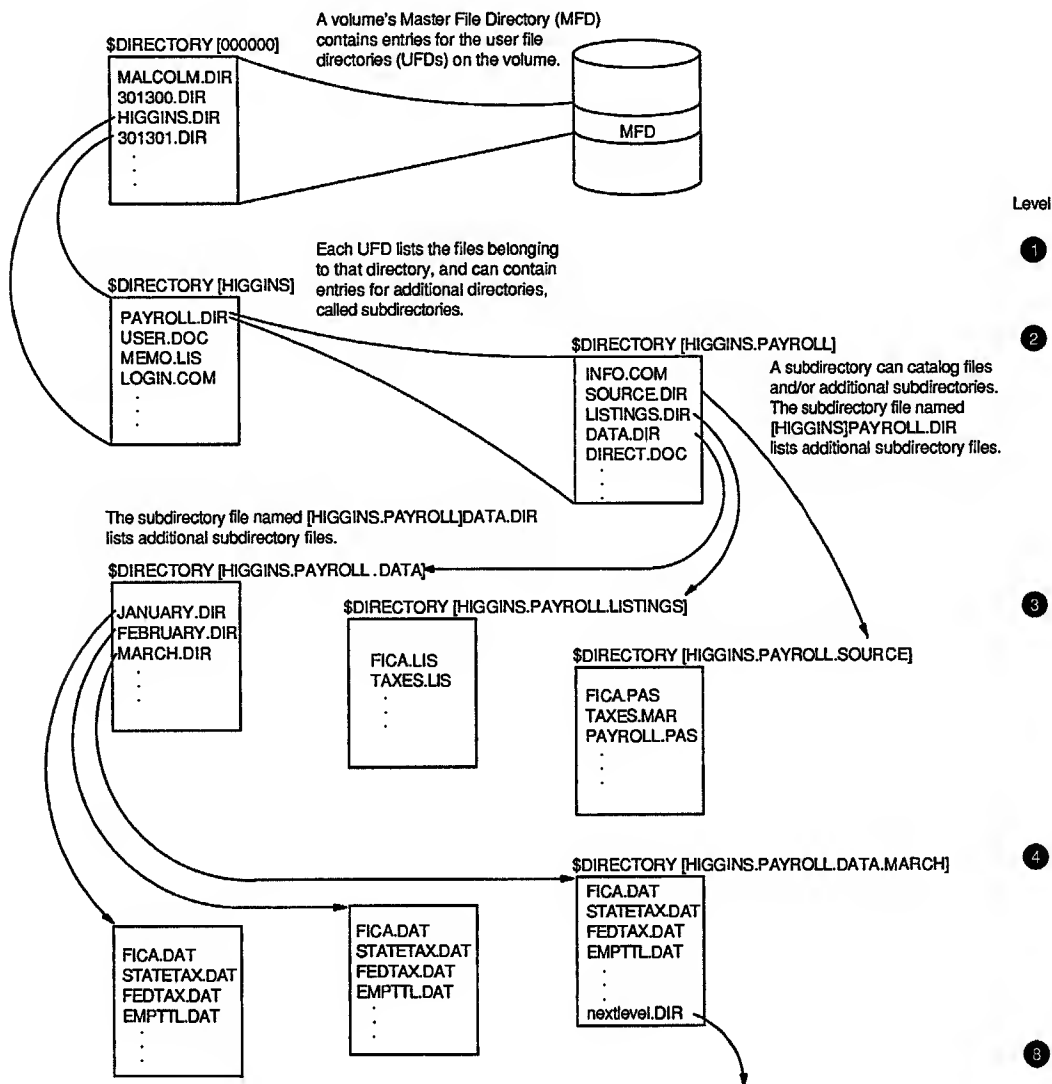 A volume's Master File Directory (MFD)
contains entries for the user file
directories (UFDs) on the volume.
$DIRECTORY [000000]
MALCOLM.DIR
301300.DIR
HIGGINS.DIR
301301.DIR
.
.
.
MFD
Level
1
Each UFD lists the files belonging
to that directory, and can contain
entries for additional directories,
called subdirectories.
$DIRECTORY [HIGGINS]
PAYROLL.DIR
USER.DOC
MEMO.LIS
LOGIN.COM
.
.
.
2
$DIRECTORY [HIGGINS.PAYROLL]
INFO.COM
SOURCE.DIR
LISTINGS.DIR
DATA.DIR
DIRECT.DOC
.
.
.
A subdirectory can catalog files
and/or additional subdirectories.
The subdirectory file named
[HIGGINS]PAYROLL.DIR
lists additional subdirectory files.
The subdirectory file named [HIGGINS.PAYROLL]DATA.DIR
lists additional subdirectory files.
$DIRECTORY [HIGGINS.PAYROLL.DATA]
JANUARY.DIR
FEBRUARY.DIR
MARCH.DIR
.
.
.
$DIRECTORY [HIGGINS.PAYROLL.LISTINGS]
FICA.LIS
TAXES.LIS
.
.
.
3
$DIRECTORY [HIGGINS.PAYROLL.SOURCE]
FICA.PAS
TAXES.MAR
PAYROLL.PAS
.
.
.
4
$DIRECTORY [HIGGINS.PAYROLL.DATA.MARCH]
FICA.DAT
STATETAX.DAT
FEDTAX.DAT
EMPTTL.DAT
.
.
.
nextlevel.DIR
FICA.DAT
STATETAX.DAT
FEDTAX.DAT
EMPTTL.DAT
.
.
.
FICA.DAT
STATETAX.DAT
FEDTAX.DAT
EMPTTL.DAT
.
.
.
8